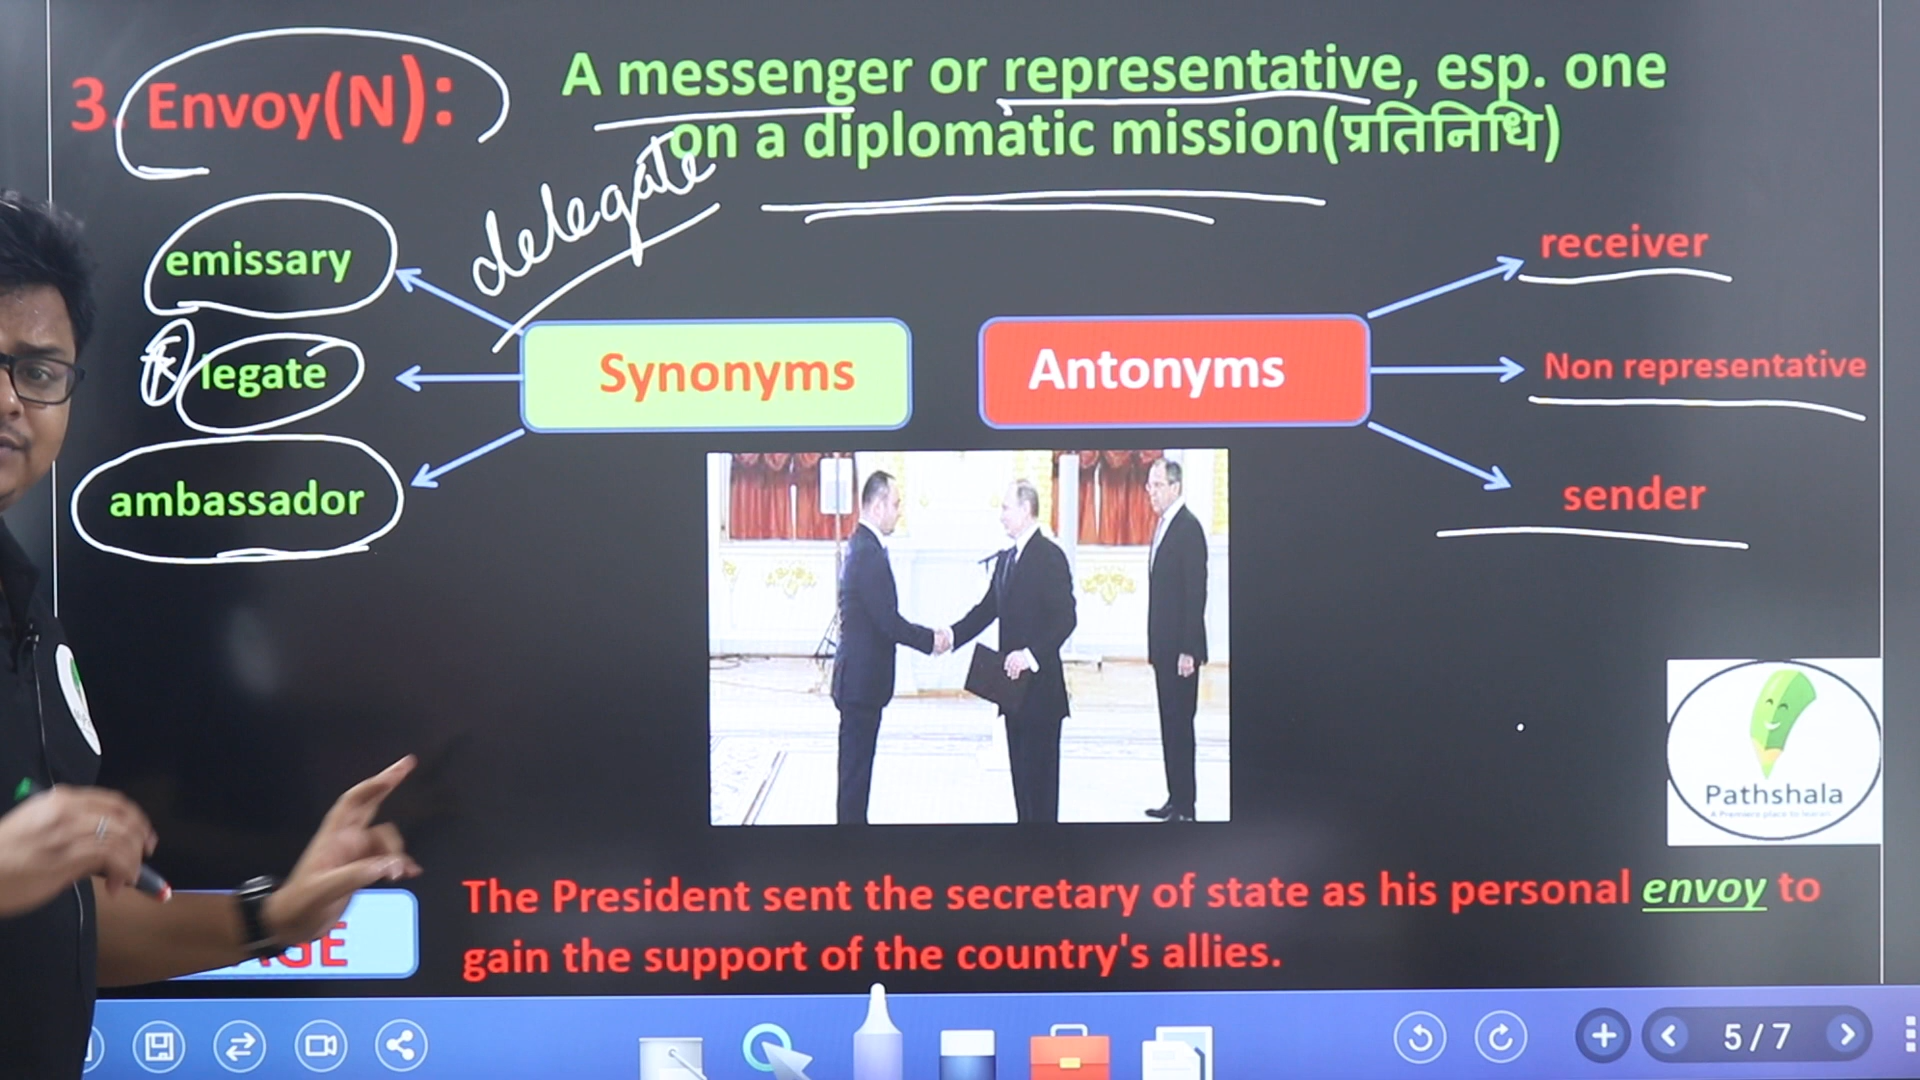 3. Envoy(N):
A messenger or representative, esp. one
on a diplomatic mission(प्रतिनिधि)
delegate
emissary
legate
ambassador
Synonyms
Antonyms
receiver
Non representative
sender
Pathshala
The President sent the secretary of state as his personal envoy to
gain the support of the country's allies.
5/7